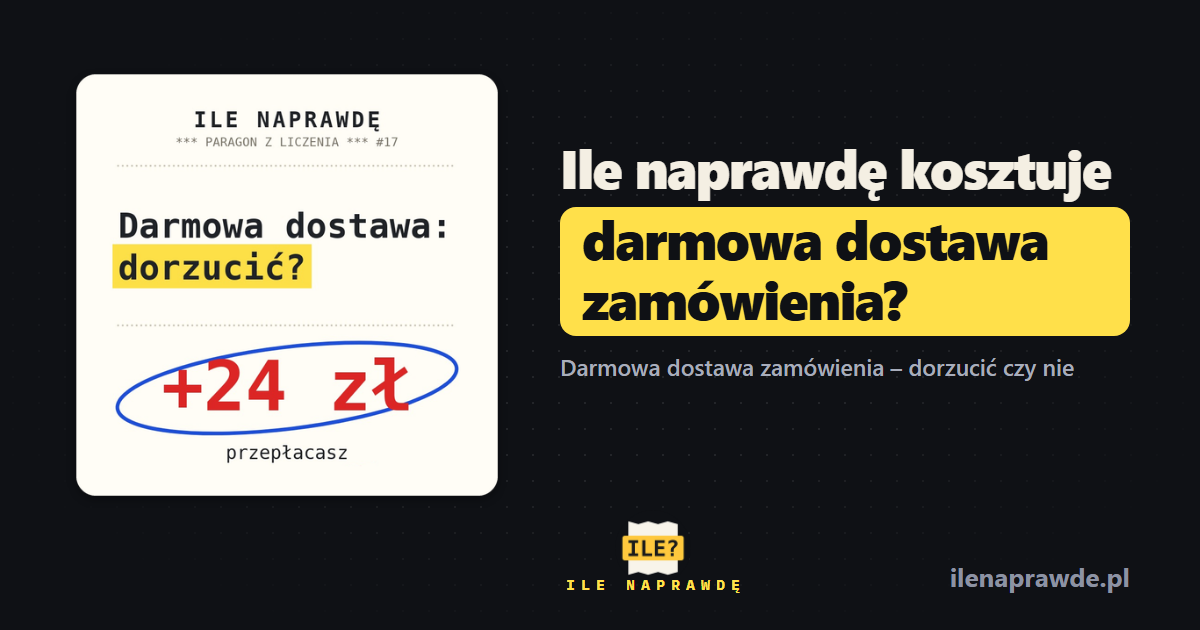 ILE NAPRAWDĘ
*** PARAGON Z LICZENIA *** #17
Darmowa dostawa:
dorzucić?
+24 zł
przepłacasz
Ile naprawdę kosztuje
darmowa dostawa
zamówienia?
Darmowa dostawa zamówienia – dorzucić czy nie
ILE?
ILE NAPRAWDĘ
ilenaprawde.pl